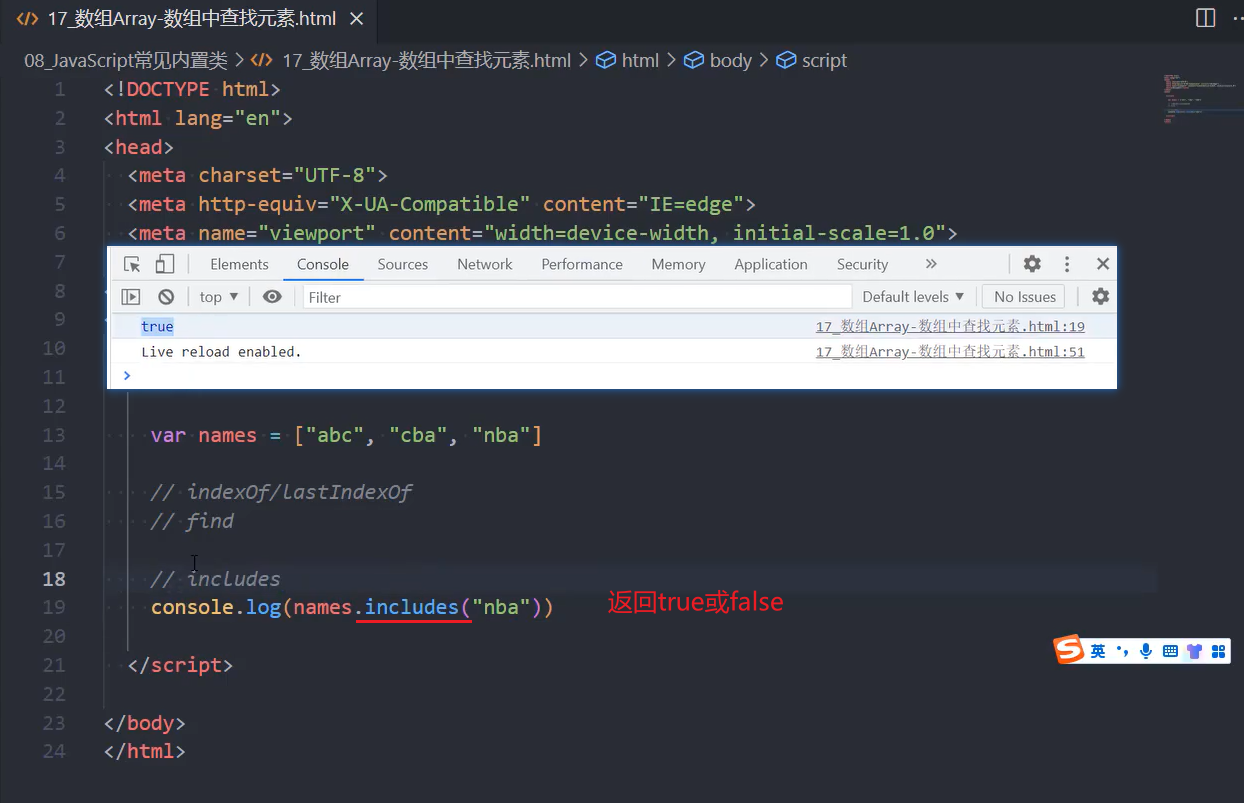 17_数组Array-数组中查找元素.html
08_JavaScript常见内置类 > 17_数组Array-数组中查找元素.html > html > body > script
1 <!DOCTYPE html>
2 <html lang="en">
3 <head>
4 <meta charset="UTF-8">
5 <meta http-equiv="X-UA-Compatible" content="IE=edge">
6 <meta name="viewport" content="width=device-width, initial-scale=1.0">
7
Elements Console Sources Network Performance Memory Application Security »
8
top ▼ Filter Default levels ▼ No Issues
9
true 17_数组Array-数组中查找元素.html:19
10
Live reload enabled. 17_数组Array-数组中查找元素.html:51
11
>
12
13 var names = ["abc", "cba", "nba"]
14
15 // indexOf/lastIndexOf
16 // find
17
18 // includes
19 console.log(names.includes("nba")) 返回true或false
20
21 </script>
22
23 </body>
24 </html>
S 英